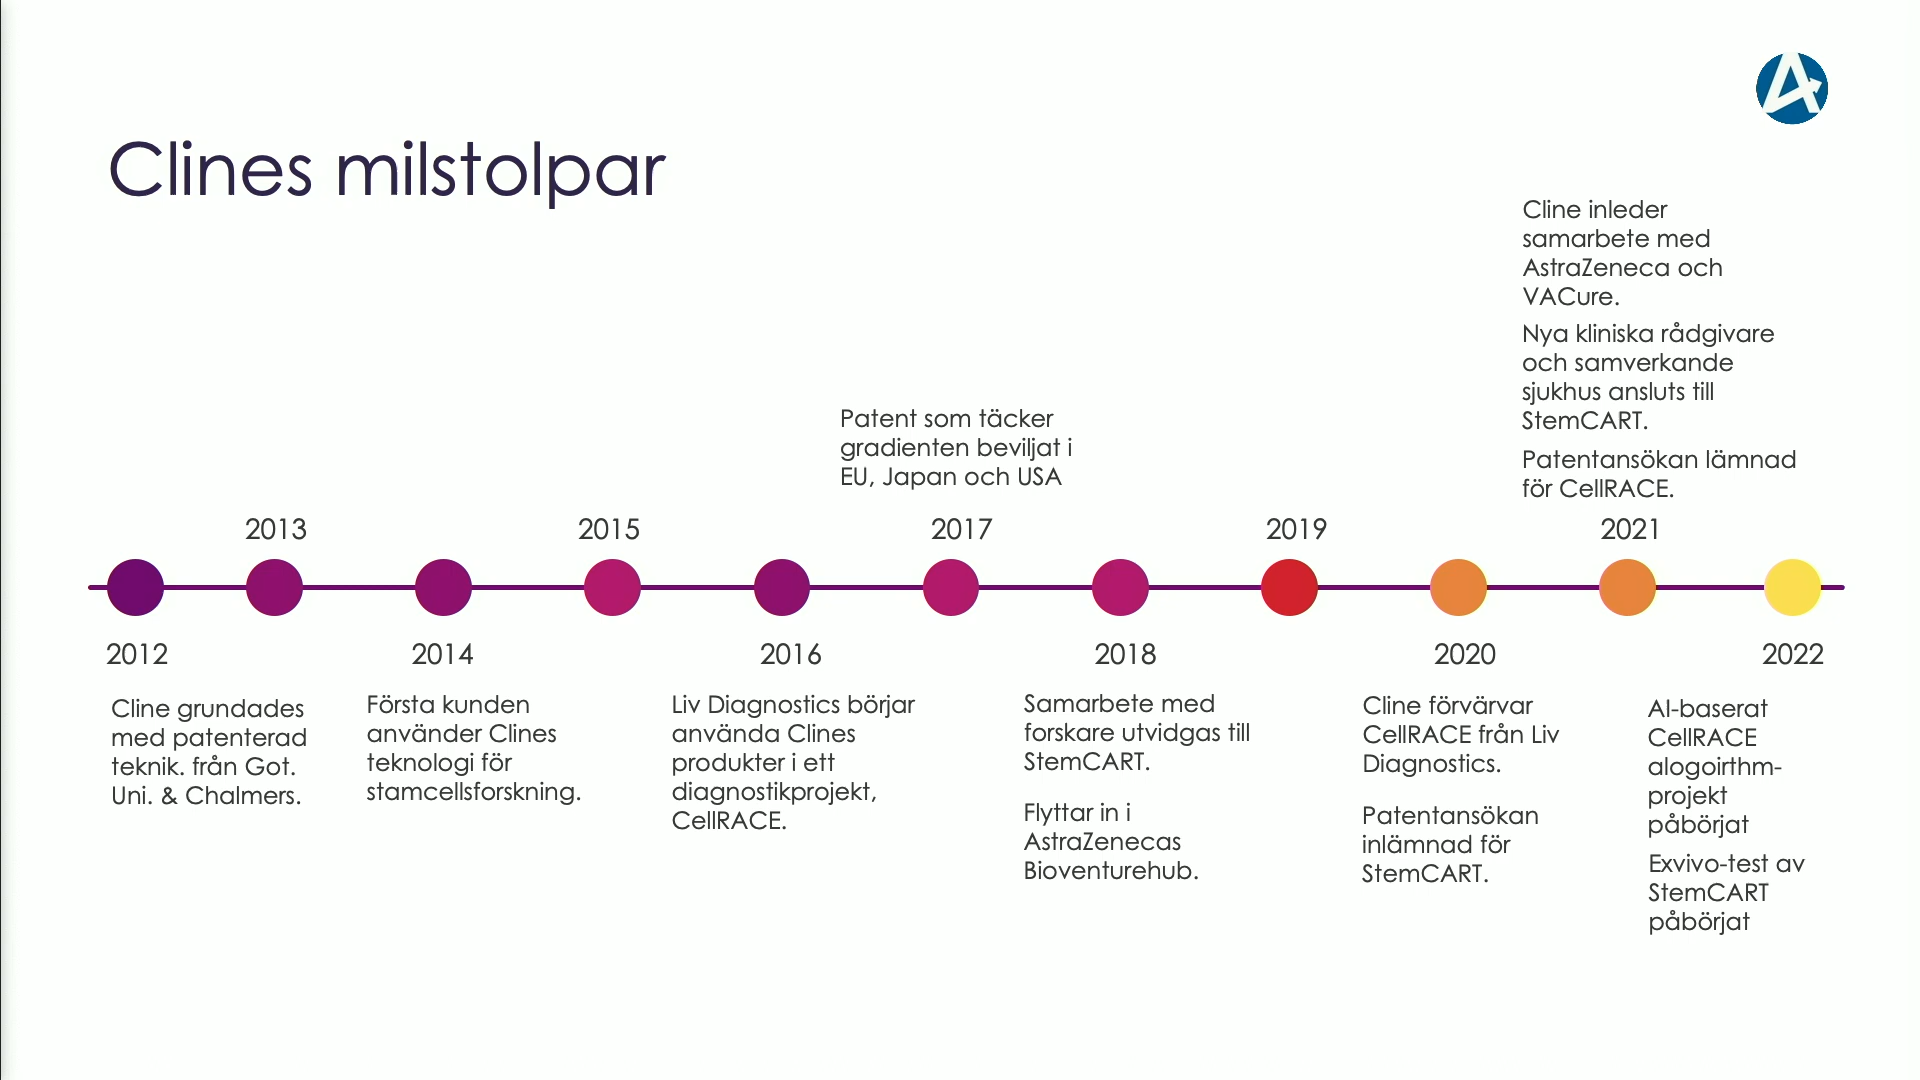 Clines milstolpar
Cline inleder
samarbete med
AstraZeneca och
VACure.
Nya kliniska rådgivare
och samverkande
sjukhus ansluts till
StemCART.
Patentansökan lämnad
för CellRACE.
Patent som täcker
gradienten beviljat i
EU, Japan och USA
2013
2015
2017
2019
2021
2012
2014
2016
2018
2020
2022
Cline grundades
med patenterad
teknik. från Got.
Uni. & Chalmers.
Första kunden
använder Clines
teknologi för
stamcellsforskning.
Liv Diagnostics börjar
använda Clines
produkter i ett
diagnostikprojekt,
CellRACE.
Samarbete med
forskare utvidgas till
StemCART.
Flyttar in i
AstraZenecas
Bioventurehub.
Cline förvärvar
CellRACE från Liv
Diagnostics.
Patentansökan
inlämnad för
StemCART.
AI-baserat
CellRACE
alogoirthm-
projekt
påbörjat
Exvivo-test av
StemCART
påbörjat